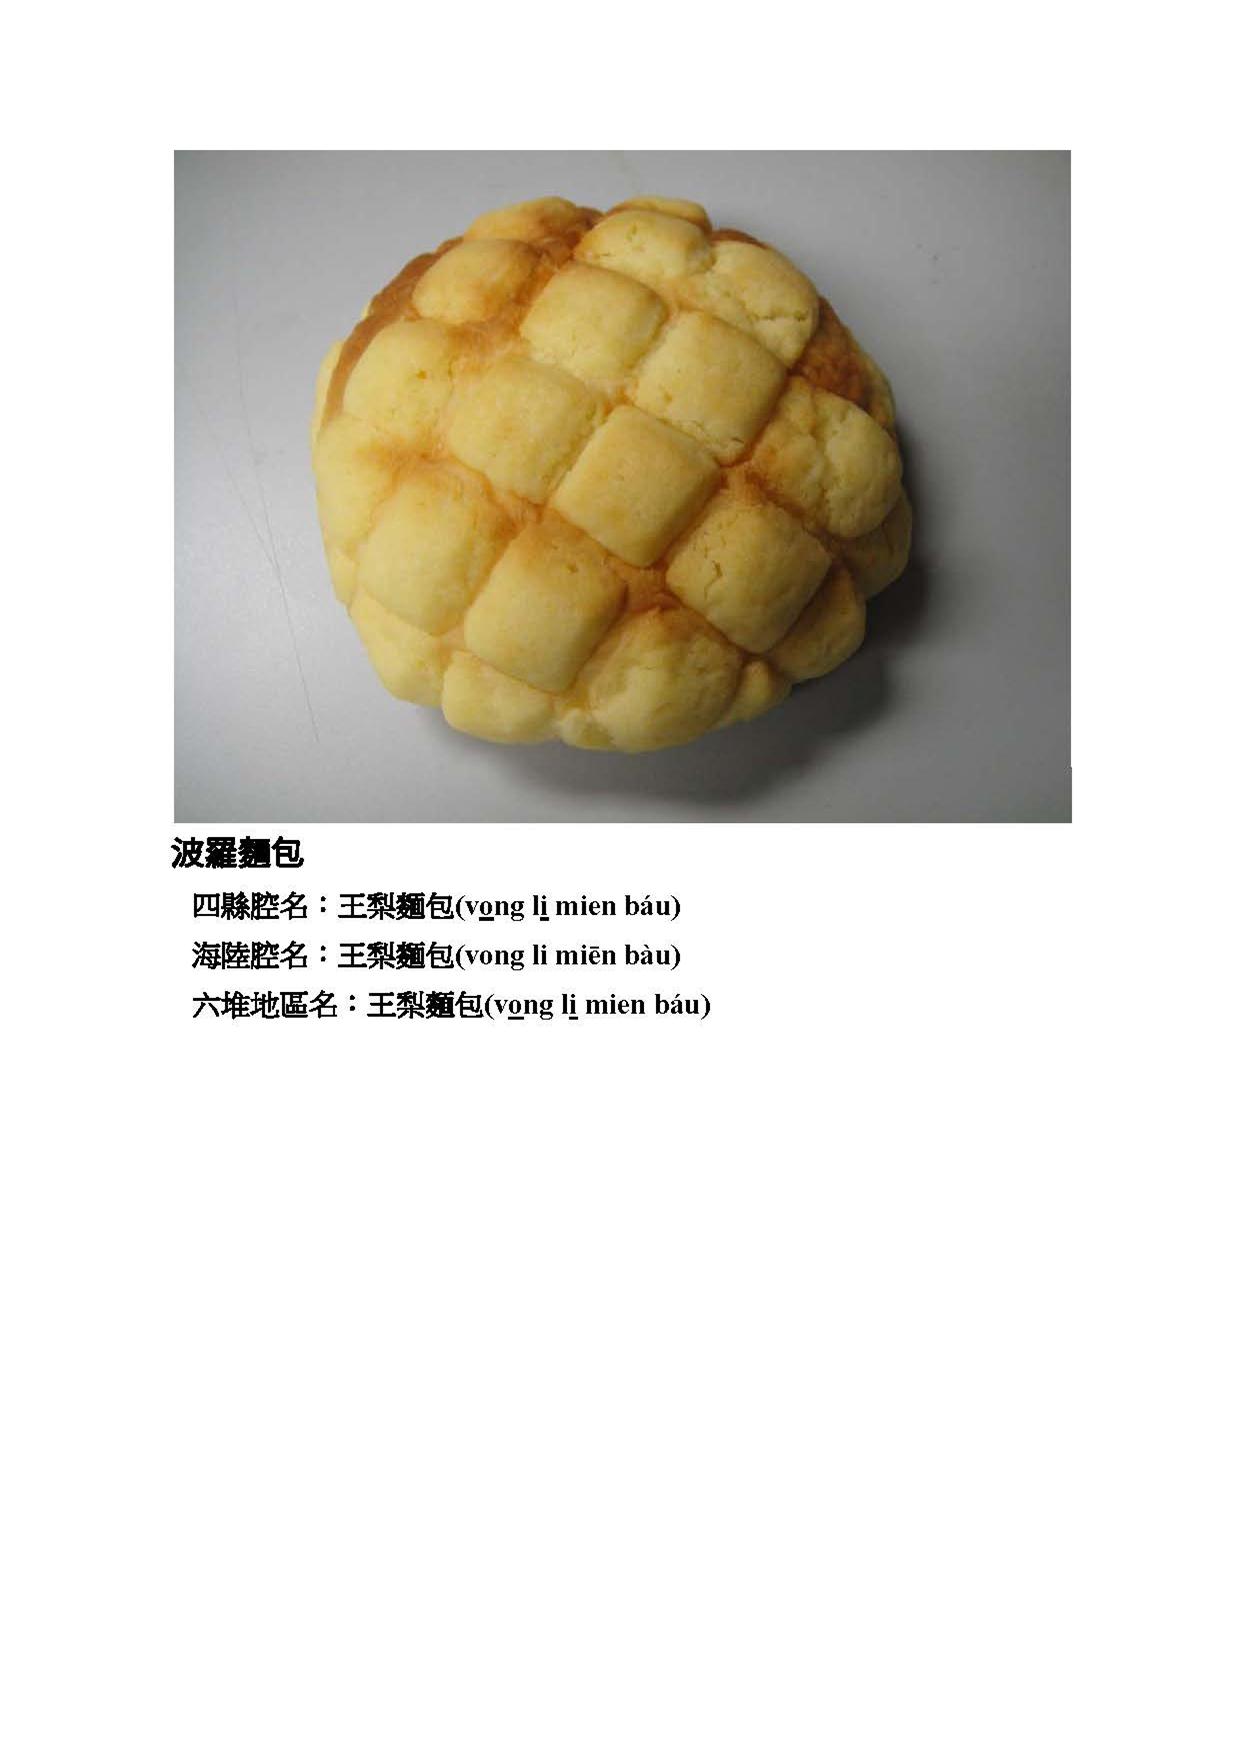 波羅麵包
四縣腔名：王梨麵包(vo̲ng li̲ mien báu)
海陸腔名：王梨麵包(vong li miēn bàu)
六堆地區名：王梨麵包(vo̲ng li̲ mien báu)